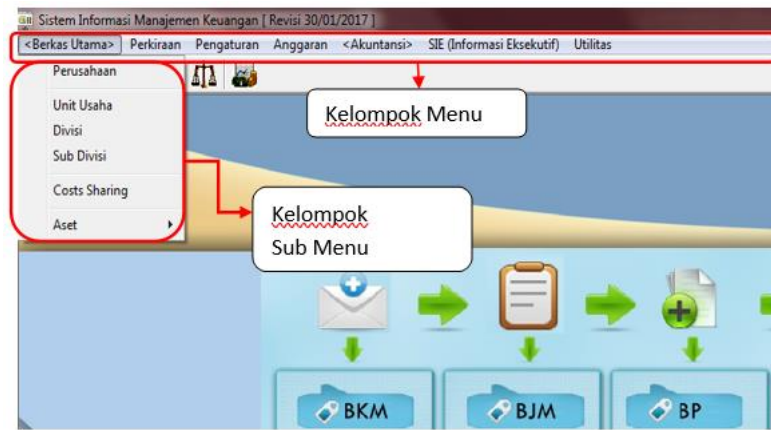 Sistem Informasi Manajemen Keuangan [ Revisi 30/01/2017 ]
<Berkas Utama> Perkiraan Pengaturan Anggaran <Akuntansi> SIE (Informasi Eksekutif) Utilitas
Perusahaan
Unit Usaha
Divisi
Sub Divisi
Costs Sharing
Aset
Kelompok Menu
Kelompok
Sub Menu
BKM BJM BP